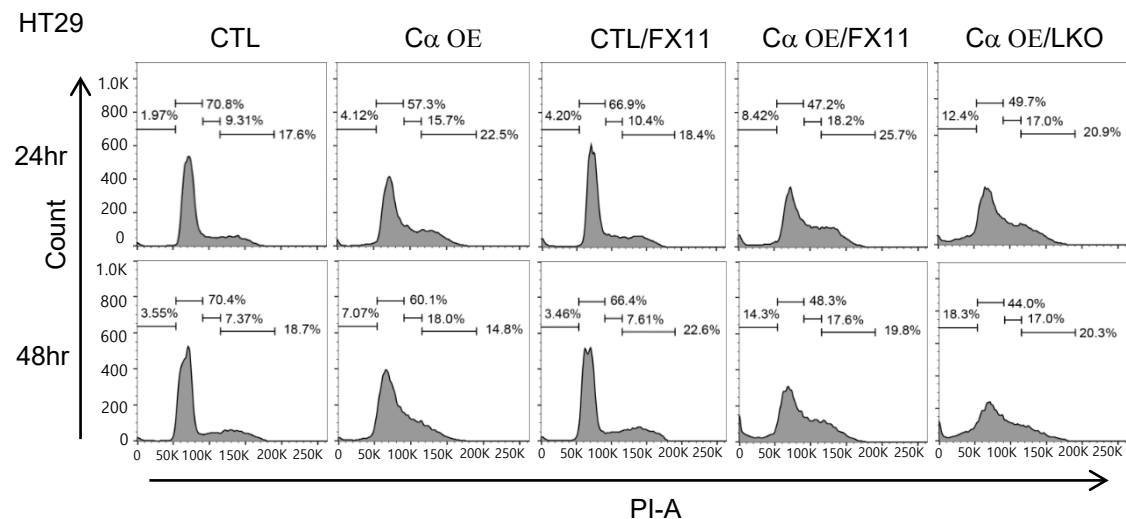 HT29
CTL
Cα OE
CTL/FX11
Cα OE/FX11
Cα OE/LKO
24hr
1.0K
800
600
400
200
0
1.97%
70.8%
9.31%
17.6%
4.12%
57.3%
15.7%
22.5%
4.20%
66.9%
10.4%
18.4%
8.42%
47.2%
18.2%
25.7%
12.4%
49.7%
17.0%
20.9%
Count
48hr
1.0K
800
600
400
200
0
3.55%
70.4%
7.37%
18.7%
7.07%
60.1%
18.0%
14.8%
3.46%
66.4%
7.61%
22.6%
14.3%
48.3%
17.6%
19.8%
18.3%
44.0%
17.0%
20.3%
0 50K 100K 150K 200K 250K
0 50K 100K 150K 200K 250K
0 50K 100K 150K 200K 250K
0 50K 100K 150K 200K 250K
0 50K 100K 150K 200K 250K
PI-A